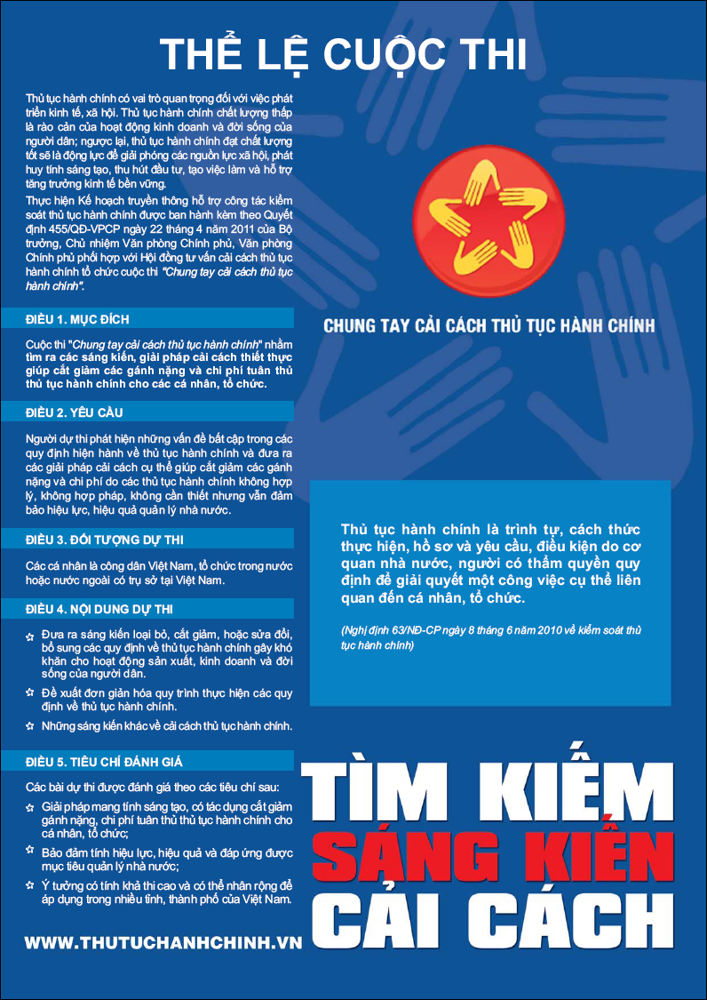 THỂ LỆ CUỘC THI
Thủ tục hành chính có vai trò quan trọng đối với việc phát
triển kinh tế, xã hội. Thủ tục hành chính chất lượng thấp
là rào cản của hoạt động kinh doanh và đời sống của
người dân; ngược lại, thủ tục hành chính đạt chất lượng
tốt sẽ là động lực để giải phóng các nguồn lực xã hội, phát
huy tính sáng tạo, thu hút đầu tư, tạo việc làm và hỗ trợ
tăng trưởng kinh tế bền vững.
Thực hiện Kế hoạch truyền thông hỗ trợ công tác kiểm
soát thủ tục hành chính được ban hành kèm theo Quyết
định 455/QĐ-VPCP ngày 22 tháng 4 năm 2011 của Bộ
trưởng, Chủ nhiệm Văn phòng Chính phủ, Văn phòng
Chính phủ phối hợp với Hội đồng tư vấn cải cách thủ tục
hành chính tổ chức cuộc thi "Chung tay cải cách thủ tục
hành chính".
ĐIỀU 1. MỤC ĐÍCH
Cuộc thi "Chung tay cải cách thủ tục hành chính" nhằm
tìm ra các sáng kiến, giải pháp cải cách thiết thực
giúp cắt giảm các gánh nặng và chi phí tuân thủ
thủ tục hành chính cho các cá nhân, tổ chức.
ĐIỀU 2. YÊU CẦU
Người dự thi phát hiện những vấn đề bất cập trong các
quy định hiện hành về thủ tục hành chính và đưa ra
các giải pháp cải cách cụ thể giúp cắt giảm các gánh
nặng và chi phí do các thủ tục hành chính không hợp
lý, không hợp pháp, không cần thiết nhưng vẫn đảm
bảo hiệu lực, hiệu quả quản lý nhà nước.
ĐIỀU 3. ĐỐI TƯỢNG DỰ THI
Các cá nhân là công dân Việt Nam, tổ chức trong nước
hoặc nước ngoài có trụ sở tại Việt Nam.
ĐIỀU 4. NỘI DUNG DỰ THI
Đưa ra sáng kiến loại bỏ, cắt giảm, hoặc sửa đổi,
bổ sung các quy định về thủ tục hành chính gây khó
khăn cho hoạt động sản xuất, kinh doanh và đời
sống của người dân.
Đề xuất đơn giản hóa quy trình thực hiện các quy
định về thủ tục hành chính.
Những sáng kiến khác về cải cách thủ tục hành chính.
ĐIỀU 5. TIÊU CHÍ ĐÁNH GIÁ
Các bài dự thi được đánh giá theo các tiêu chí sau:
Giải pháp mang tính sáng tạo, có tác dụng cắt giảm
gánh nặng, chi phí tuân thủ thủ tục hành chính cho
cá nhân, tổ chức;
Bảo đảm tính hiệu lực, hiệu quả và đáp ứng được
mục tiêu quản lý nhà nước;
Ý tưởng có tính khả thi cao và có thể nhân rộng để
áp dụng trong nhiều tỉnh, thành phố của Việt Nam.
WWW.THUTUCHANHCHINH.VN
CHUNG TAY CẢI CÁCH THỦ TỤC HÀNH CHÍNH
Thủ tục hành chính là trình tự, cách thức
thực hiện, hồ sơ và yêu cầu, điều kiện do cơ
quan nhà nước, người có thẩm quyền quy
định để giải quyết một công việc cụ thể liên
quan đến cá nhân, tổ chức.
(Nghị định 63/NĐ-CP ngày 8 tháng 6 năm 2010 về kiểm soát thủ
tục hành chính)
TÌM KIẾM
SÁNG KIẾN
CẢI CÁCH